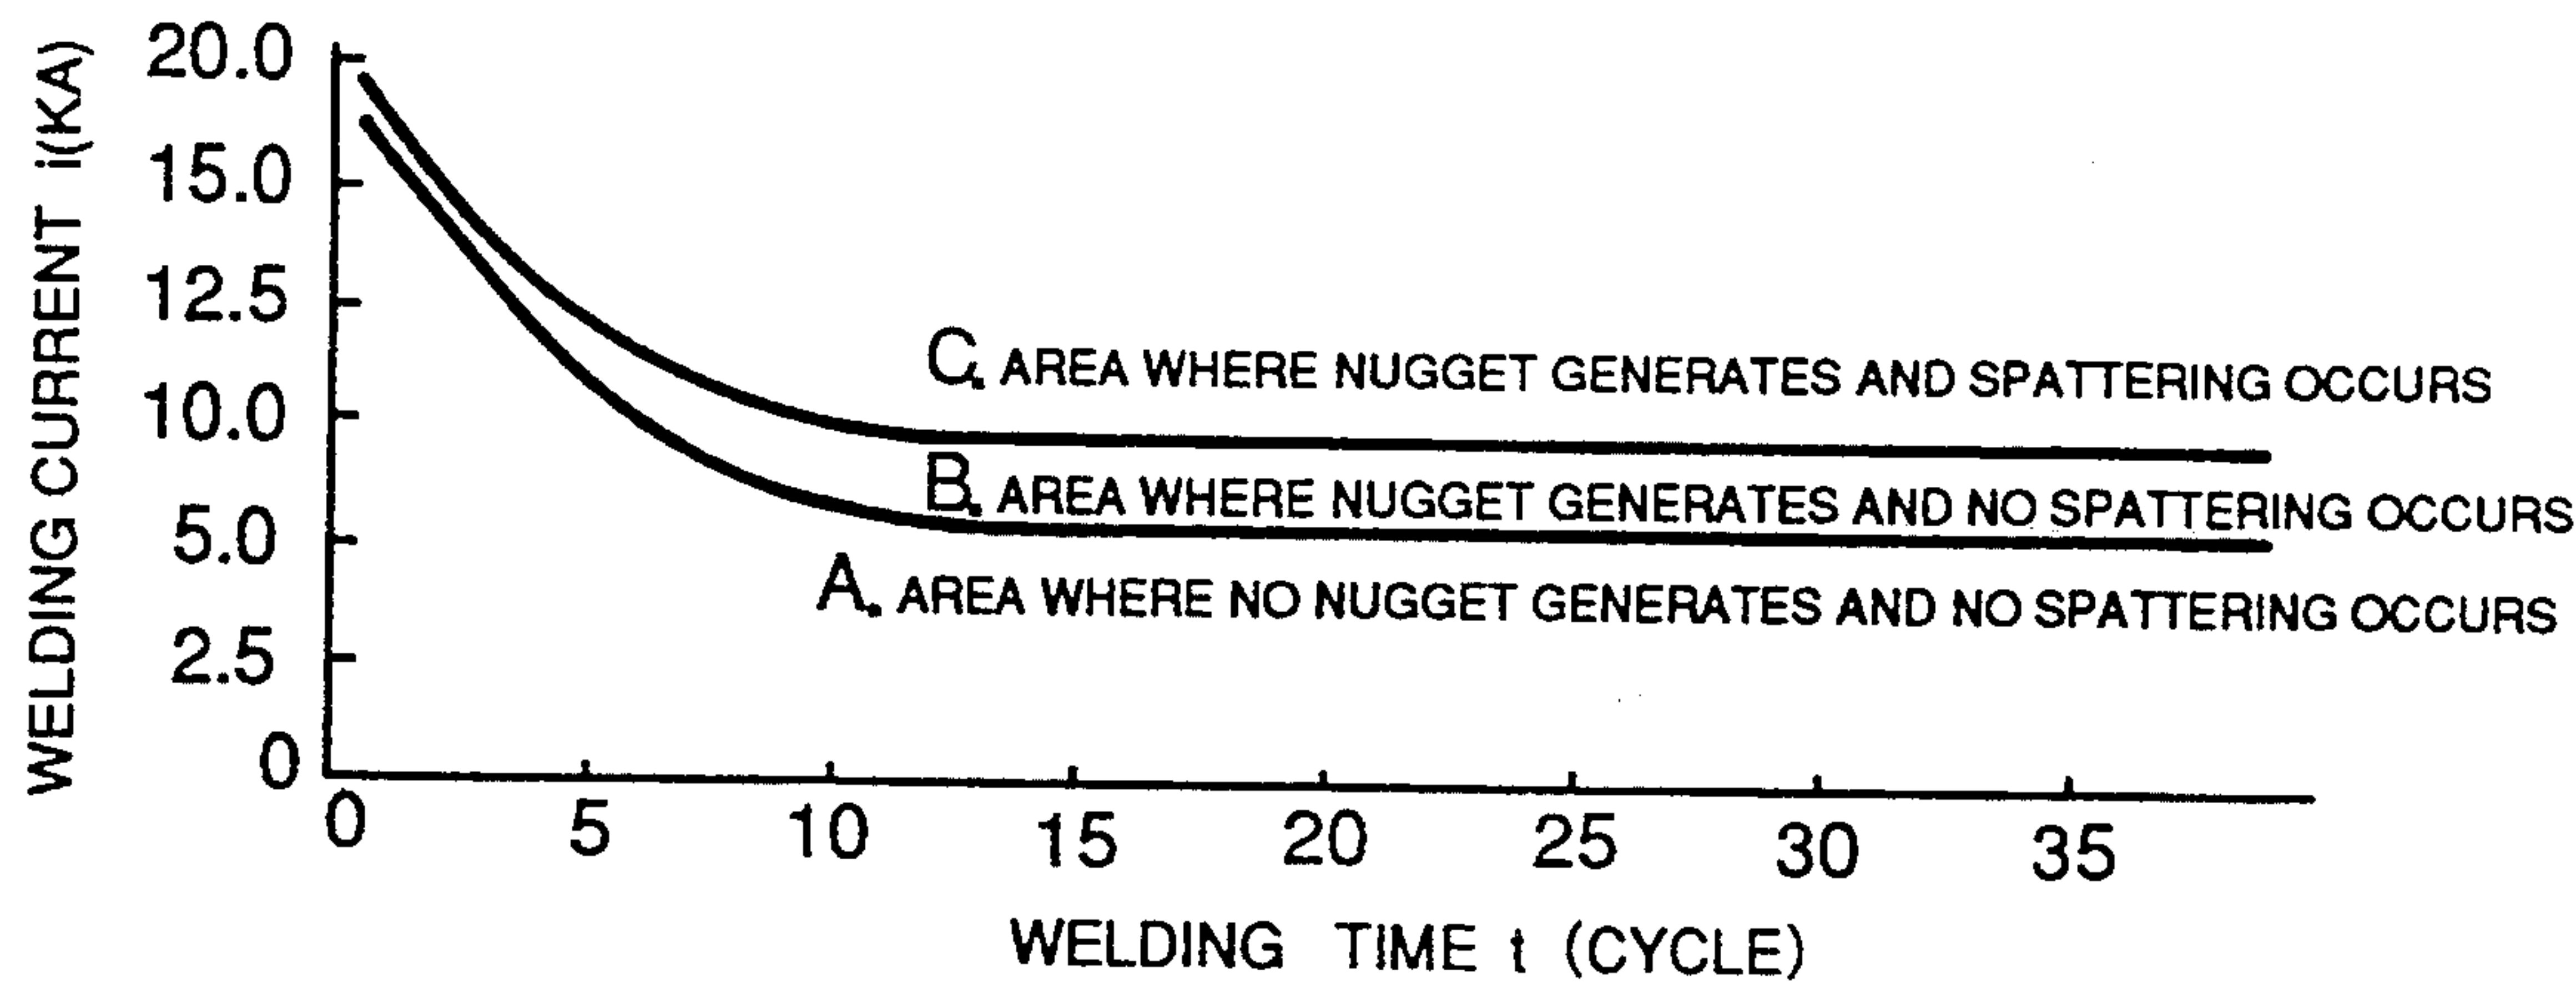 WELDING CURRENT i(KA)
20.0
15.0
12.5
10.0
5.0
2.5
0
C. AREA WHERE NUGGET GENERATES AND SPATTERING OCCURS
B. AREA WHERE NUGGET GENERATES AND NO SPATTERING OCCURS
A. AREA WHERE NO NUGGET GENERATES AND NO SPATTERING OCCURS
0 5 10 15 20 25 30 35
WELDING TIME t (CYCLE)